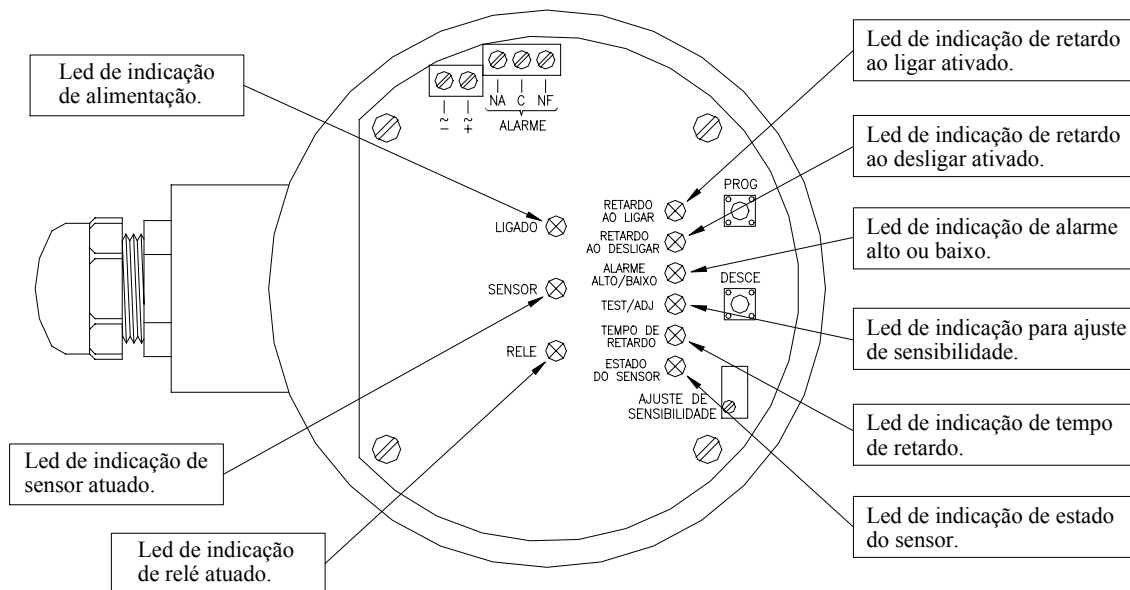 Led de indicação
de alimentação.
Led de indicação de
sensor atuado.
Led de indicação
de relé atuado.
~
-
~
+
NA C NF
ALARME
LIGADO
SENSOR
RELE
RETARDO
AO LIGAR
RETARDO
AO DESLIGAR
ALARME
ALTO/BAIXO
TEST/ADJ
TEMPO DE
RETARDO
ESTADO
DO SENSOR
AJUSTE DE
SENSIBILIDADE
PROG
DESCE
Led de indicação de retardo
ao ligar ativado.
Led de indicação de retardo
ao desligar ativado.
Led de indicação de alarme
alto ou baixo.
Led de indicação para ajuste
de sensibilidade.
Led de indicação de tempo
de retardo.
Led de indicação de estado
do sensor.